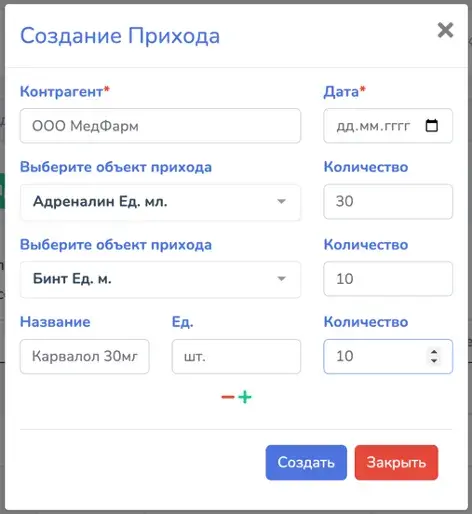 Создание Прихода
Контрагент* Дата*
ООО МедФарм дд.мм.гггг
Выберите объект прихода Количество
Адреналин Ед. мл. 30
Выберите объект прихода Количество
Бинт Ед. м. 10
Название Ед. Количество
Карвалол 30мл шт. 10
Создать Закрыть